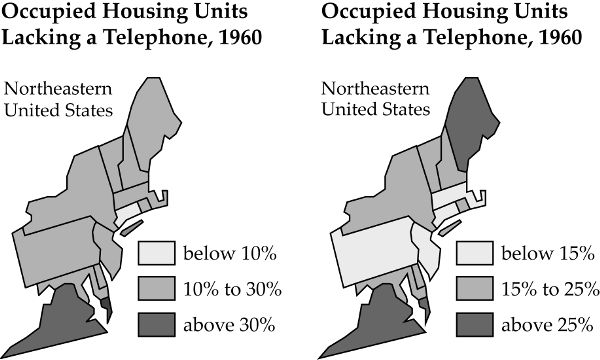 Occupied Housing Units
Lacking a Telephone, 1960
Northeastern
United States
below 10%
10% to 30%
above 30%
Occupied Housing Units
Lacking a Telephone, 1960
Northeastern
United States
below 15%
15% to 25%
above 25%